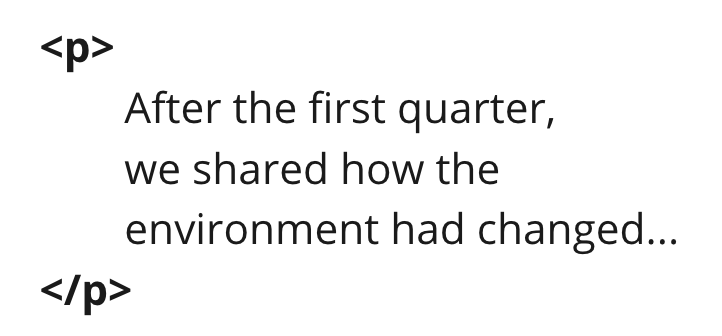 <p>
After the first quarter,
we shared how the
environment had changed...
</p>